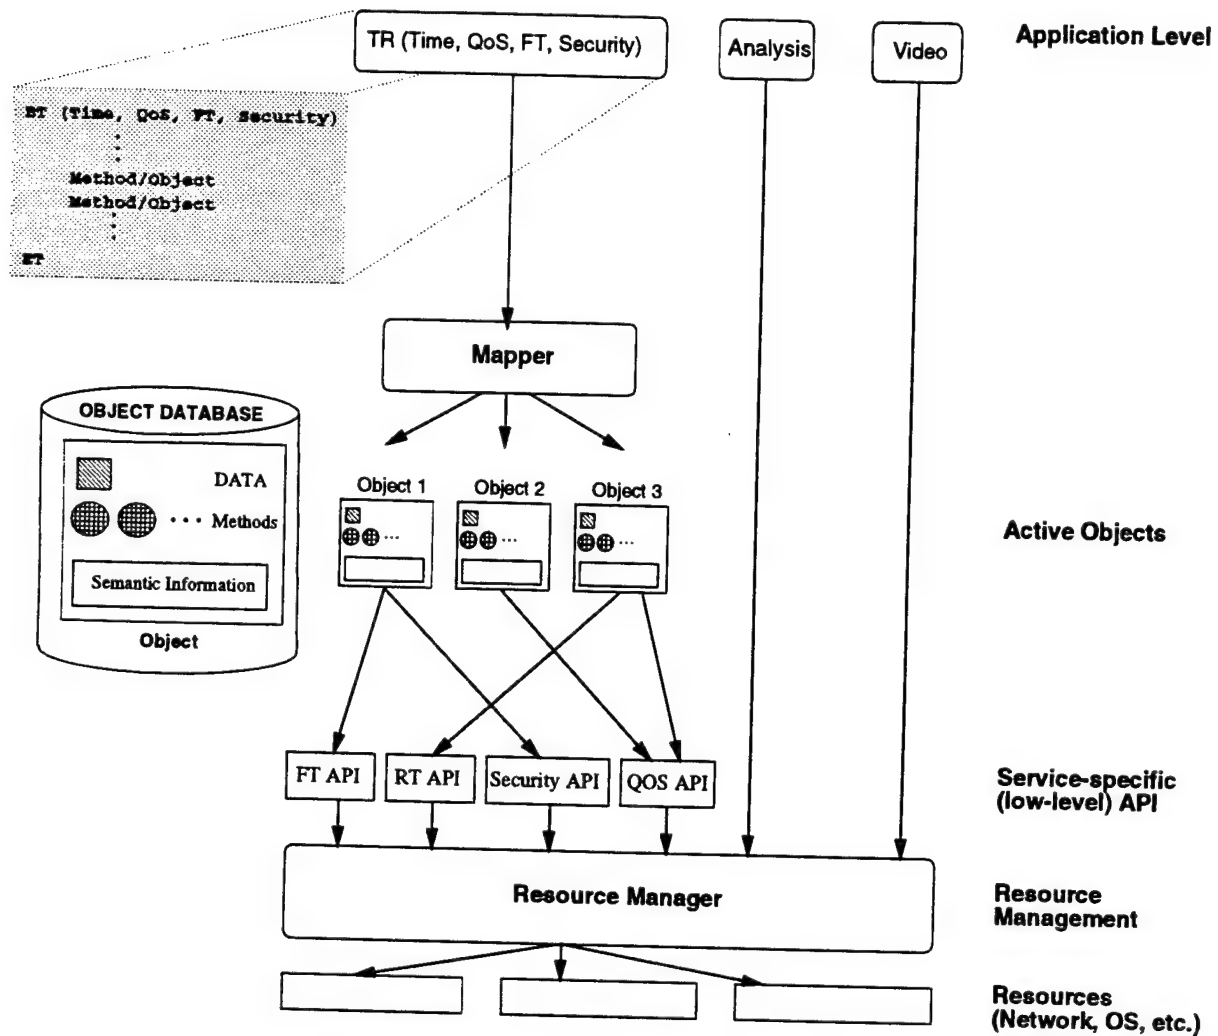 TR (Time, QoS, FT, Security)
Analysis
Video
Application Level
BT (Time, QoS, FT, Security)
Method/Object
Method/Object
ET
Mapper
OBJECT DATABASE
DATA
... Methods
Semantic Information
Object
Object 1
Object 2
Object 3
...
...
...
Active Objects
FT API
RT API
Security API
QOS API
Service-specific
(low-level) API
Resource Manager
Resource
Management
Resources
(Network, OS, etc.)